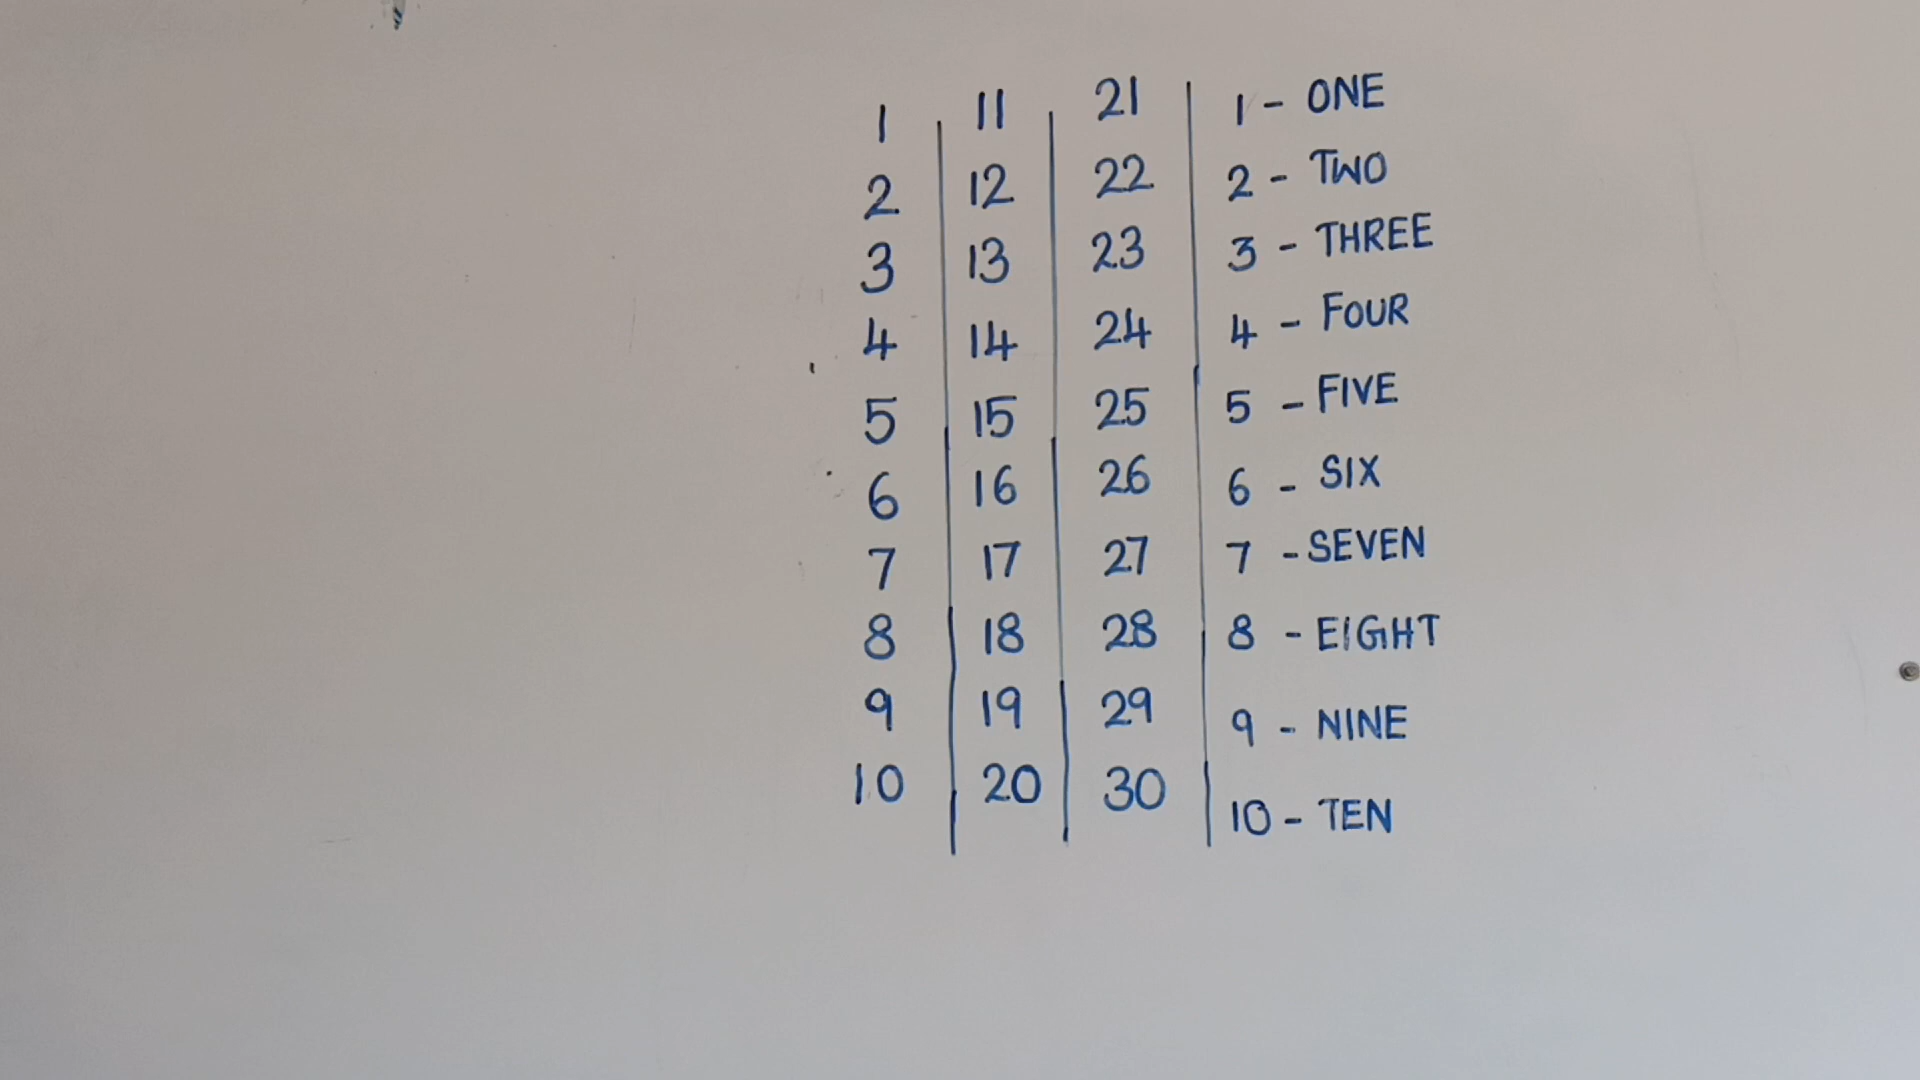 1 11 21 1 - ONE
2 12 22 2 - TWO
3 13 23 3 - THREE
4 14 24 4 - FOUR
5 15 25 5 - FIVE
6 16 26 6 - SIX
7 17 27 7 - SEVEN
8 18 28 8 - EIGHT
9 19 29 9 - NINE
10 20 30 10 - TEN